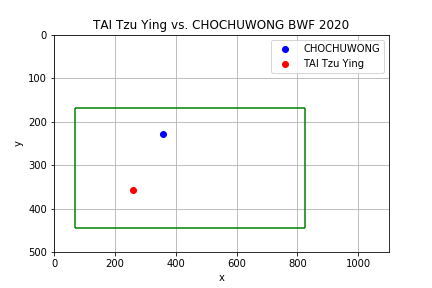 TAI Tzu Ying vs. CHOCHUWONG BWF 2020
CHOCHUWONG
TAI Tzu Ying
0
100
200
300
400
500
y
0 200 400 600 800 1000
x